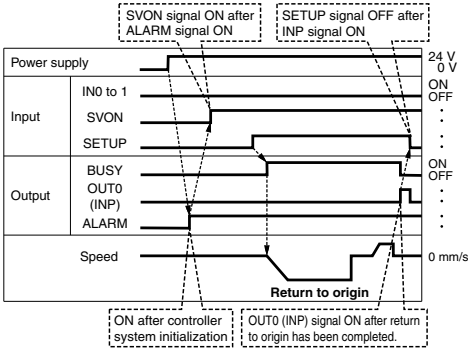 SVON signal ON after
ALARM signal ON
SETUP signal OFF after
INP signal ON
Power supply
24 V
0 V
Input
IN0 to 1
ON
OFF
SVON
SETUP
Output
BUSY
ON
OFF
OUT0
(INP)
ALARM
Speed
0 mm/s
Return to origin
ON after controller
system initialization
OUT0 (INP) signal ON after return
to origin has been completed.